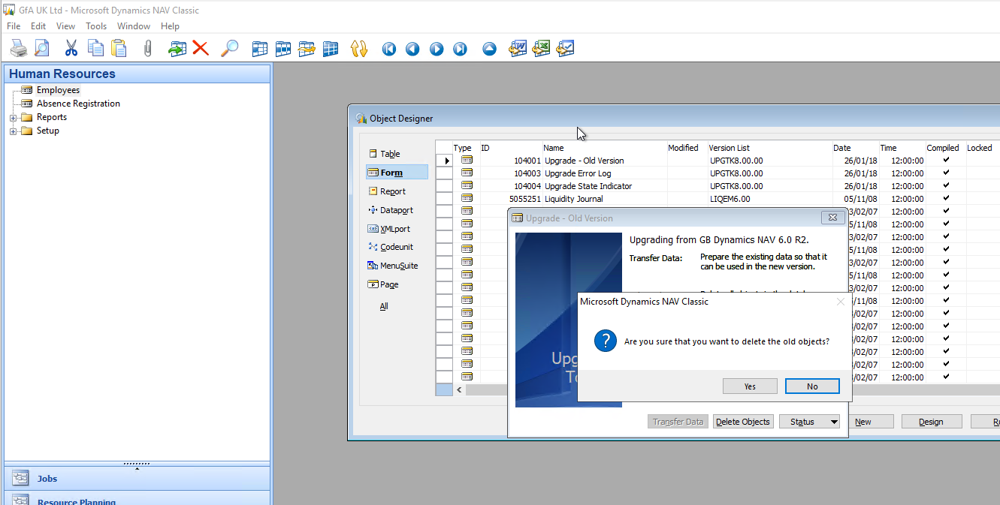 GfA UK Ltd - Microsoft Dynamics NAV Classic
File Edit View Tools Window Help
Human Resources
Employees
Absence Registration
Reports
Setup
Jobs
Resource Planning
Object Designer
Table
Form
Report
Dataport
XMLport
Codeunit
MenuSuite
Page
All
Type ID Name Modified Version List Date Time Compiled Locked
104001 Upgrade - Old Version UPGTK8.00.00 26/01/18 12:00:00
104003 Upgrade Error Log UPGTK8.00.00 26/01/18 12:00:00
104004 Upgrade State Indicator UPGTK8.00.00 26/01/18 12:00:00
5055251 Liquidity Journal LIQEM6.00 05/11/08 12:00:00
3/02/07 12:00:00
5/11/08 12:00:00
3/02/07 12:00:00
5/11/08 12:00:00
3/02/07 12:00:00
5/11/08 12:00:00
3/02/07 12:00:00
5/11/08 12:00:00
3/02/07 12:00:00
3/02/07 12:00:00
3/02/07 12:00:00
3/02/07 12:00:00
3/02/07 12:00:00
3/02/07 12:00:00
Upgrade - Old Version
Upgrading from GB Dynamics NAV 6.0 R2.
Transfer Data: Prepare the existing data so that it
can be used in the new version.
Upg
To
Microsoft Dynamics NAV Classic
Are you sure that you want to delete the old objects?
Yes No
Transfer Data Delete Objects Status
New Design